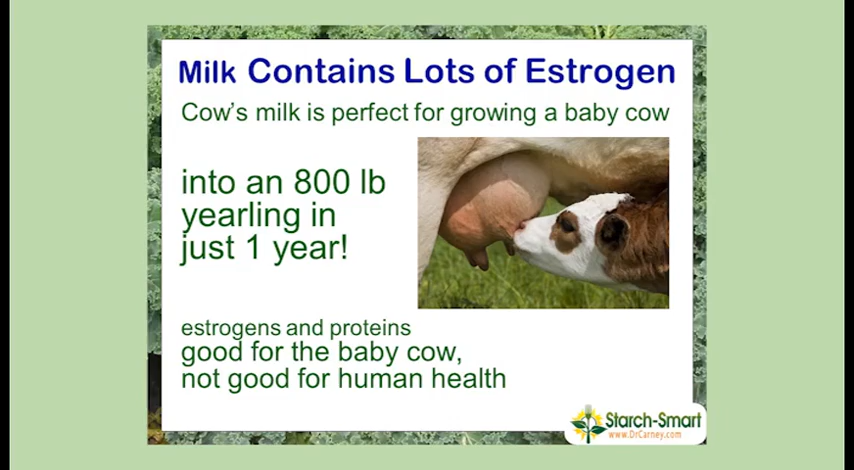 Milk Contains Lots of Estrogen
Cow's milk is perfect for growing a baby cow
into an 800 lb
yearling in
just 1 year!
estrogens and proteins
good for the baby cow,
not good for human health
Starch-Smart
www.DrCarney.com